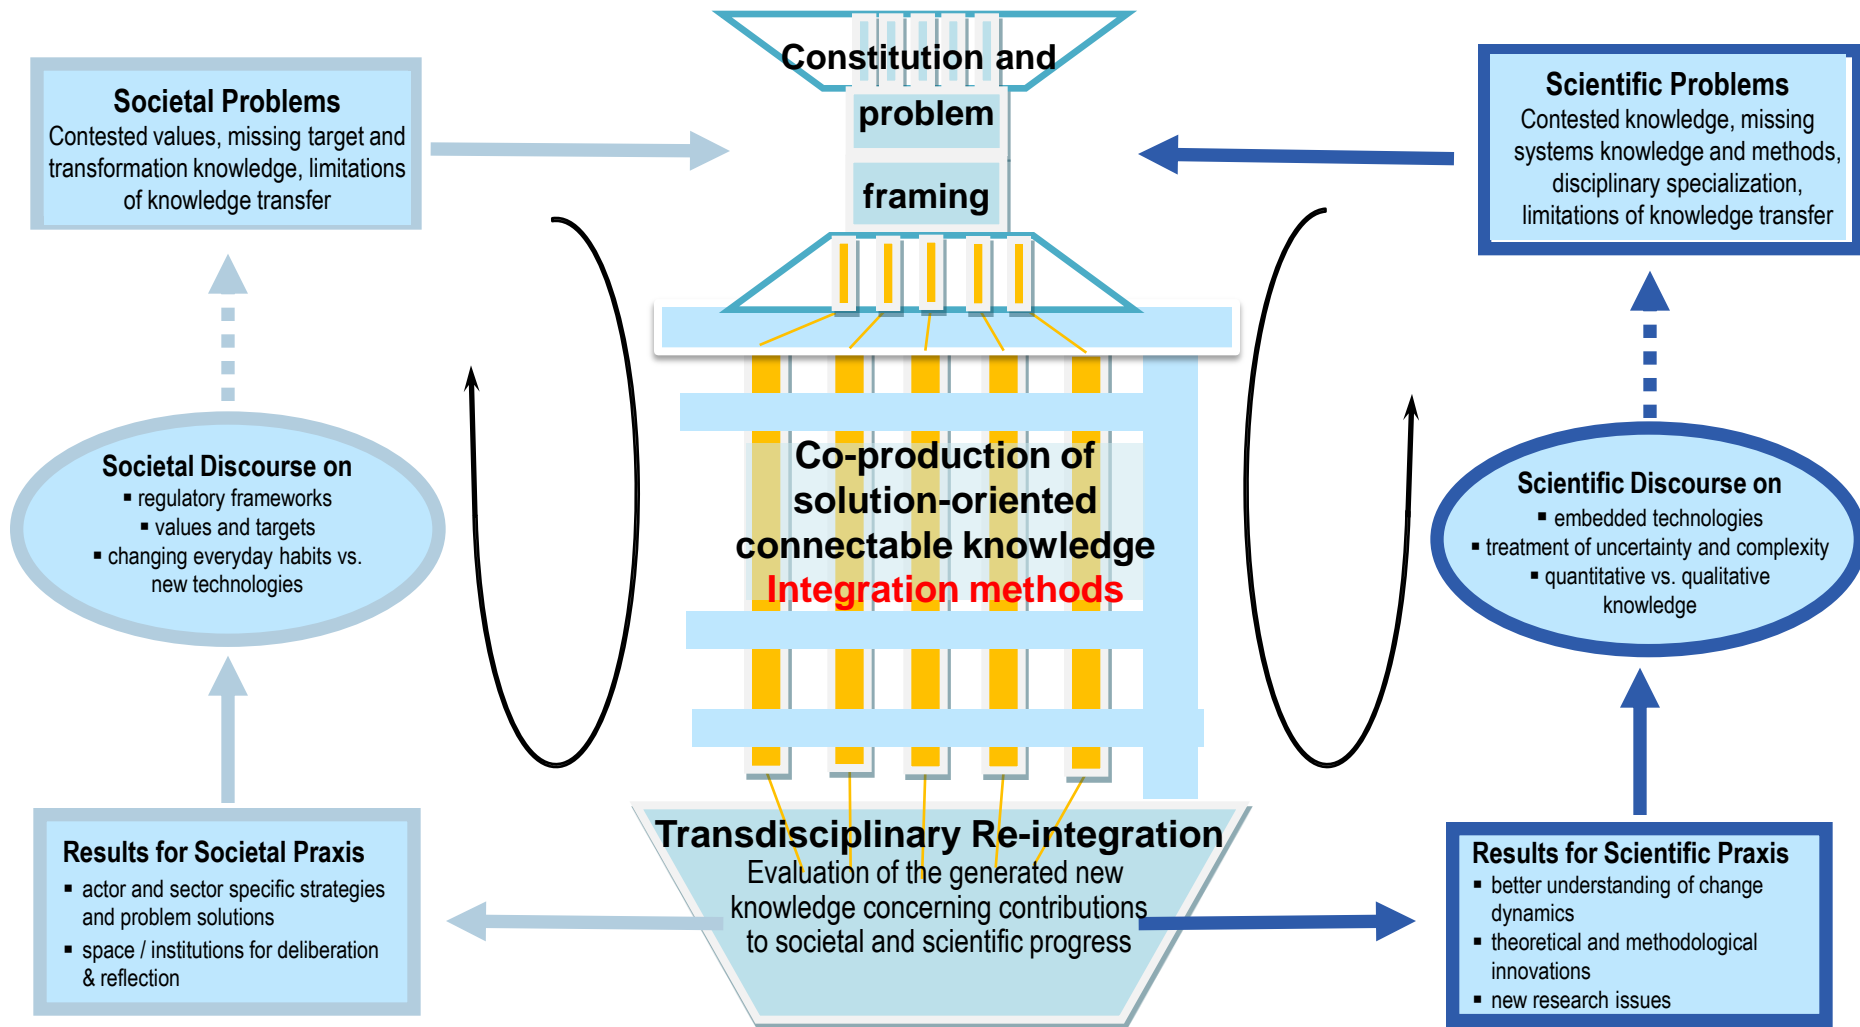 Constitution and
problem
framing
Societal Problems
Contested values, missing target and
transformation knowledge, limitations
of knowledge transfer
Scientific Problems
Contested knowledge, missing
systems knowledge and methods,
disciplinary specialization,
limitations of knowledge transfer
Societal Discourse on
▪ regulatory frameworks
▪ values and targets
▪ changing everyday habits vs.
new technologies
Co-production of
solution-oriented
connectable knowledge
Integration methods
Scientific Discourse on
▪ embedded technologies
▪ treatment of uncertainty and complexity
▪ quantitative vs. qualitative
knowledge
Results for Societal Praxis
▪ actor and sector specific strategies
and problem solutions
▪ space / institutions for deliberation
& reflection
Transdisciplinary Re-integration
Evaluation of the generated new
knowledge concerning contributions
to societal and scientific progress
Results for Scientific Praxis
▪ better understanding of change
dynamics
▪ theoretical and methodological
innovations
▪ new research issues